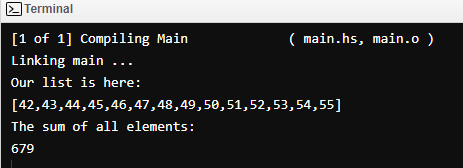 Terminal
[1 of 1] Compiling Main ( main.hs, main.o )
Linking main ...
Our list is here:
[42,43,44,45,46,47,48,49,50,51,52,53,54,55]
The sum of all elements:
679